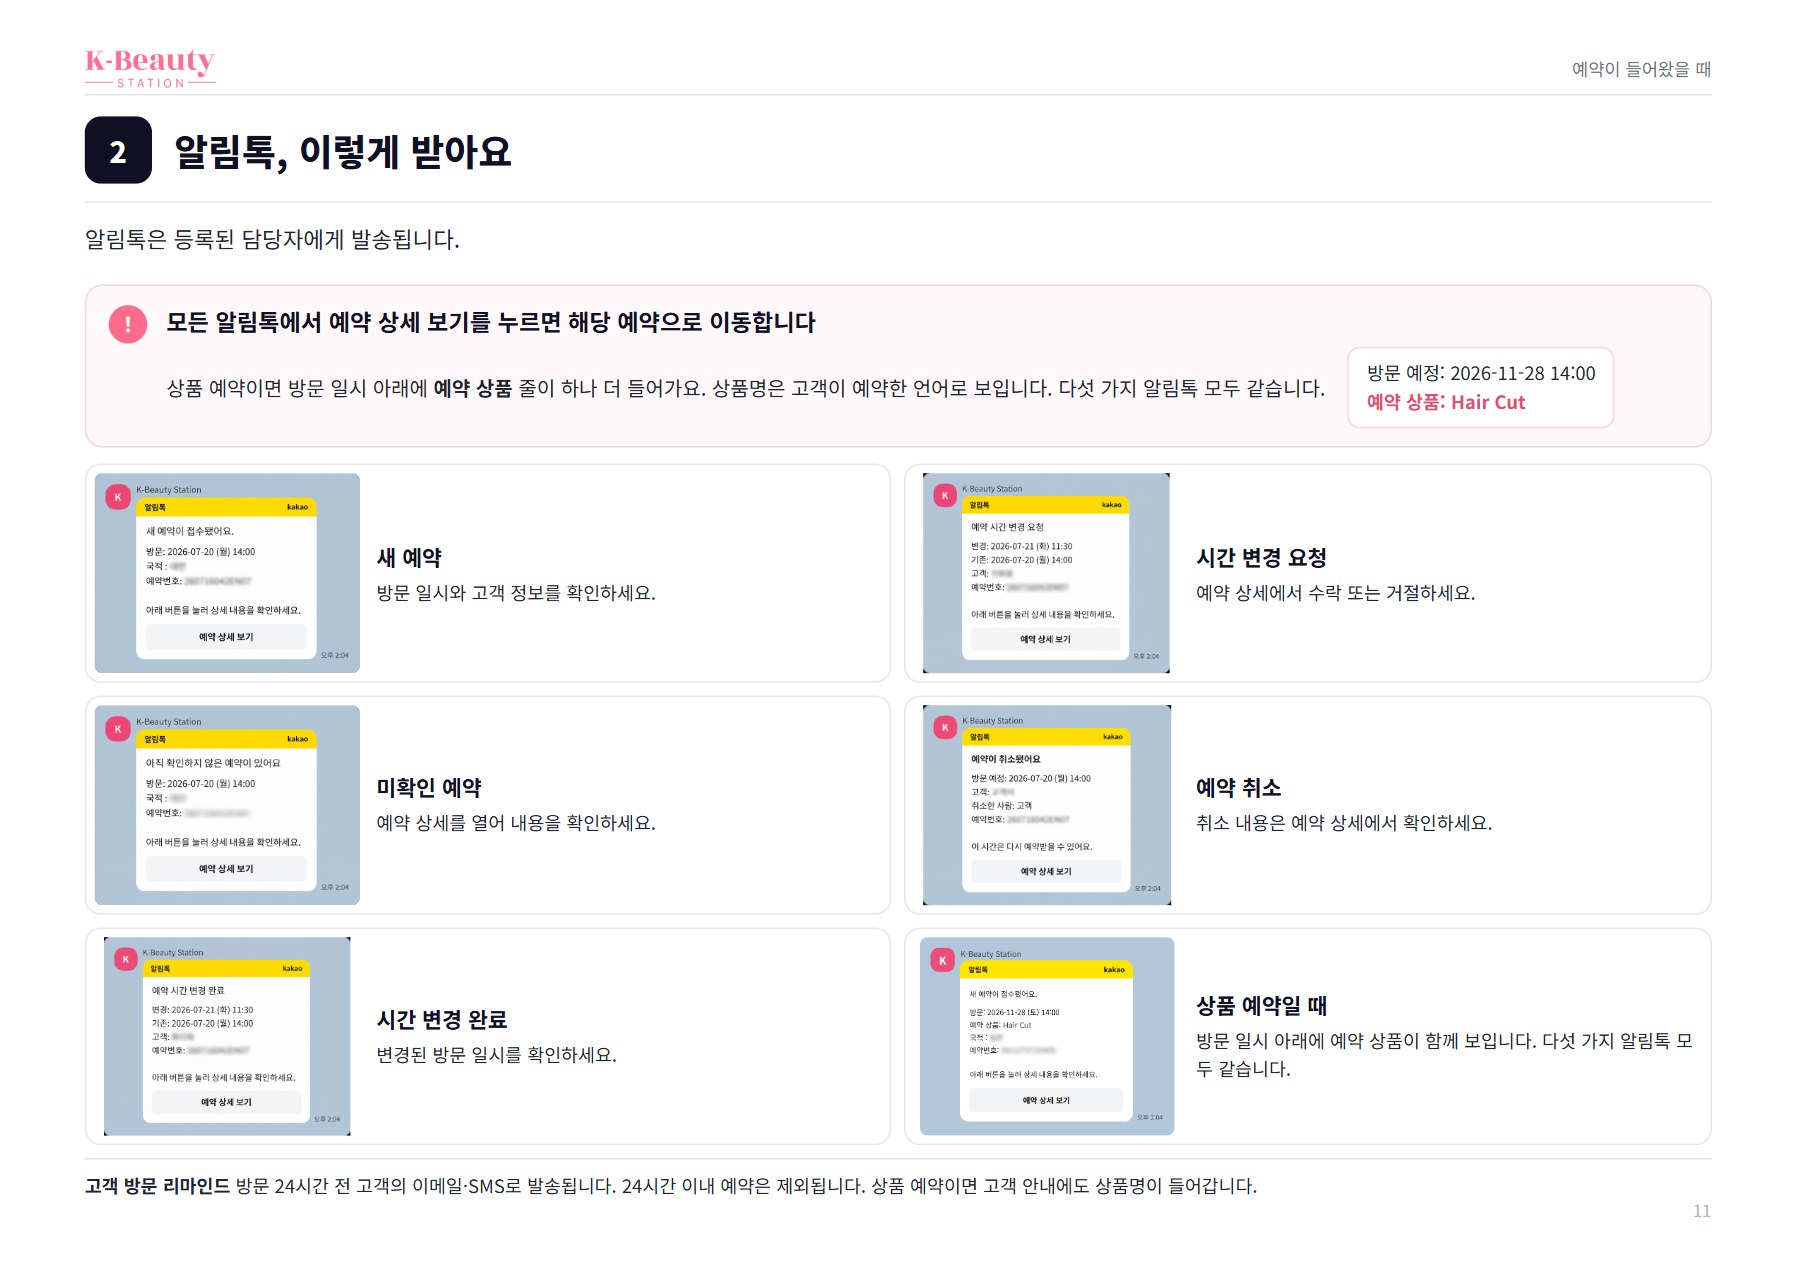 K-Beauty
STATION
예약이 들어왔을 때
2
알림톡, 이렇게 받아요
알림톡은 등록된 담당자에게 발송됩니다.
!
모든 알림톡에서 예약 상세 보기를 누르면 해당 예약으로 이동합니다
상품 예약이면 방문 일시 아래에 예약 상품 줄이 하나 더 들어가요. 상품명은 고객이 예약한 언어로 보입니다. 다섯 가지 알림톡 모두 같습니다.
방문 예정: 2026-11-28 14:00
예약 상품: Hair Cut
K
K-Beauty Station
알림톡 kakao
새 예약이 접수됐어요.
방문: 2026-07-20 (월) 14:00
국적 :
예약번호:
아래 버튼을 눌러 상세 내용을 확인하세요.
예약 상세 보기
오후 2:04
새 예약
방문 일시와 고객 정보를 확인하세요.
K
K-Beauty Station
알림톡 kakao
예약 시간 변경 요청
변경: 2026-07-21 (화) 11:30
기존: 2026-07-20 (월) 14:00
고객:
예약번호:
아래 버튼을 눌러 상세 내용을 확인하세요.
예약 상세 보기
오후 2:04
시간 변경 요청
예약 상세에서 수락 또는 거절하세요.
K
K-Beauty Station
알림톡 kakao
아직 확인하지 않은 예약이 있어요
방문: 2026-07-20 (월) 14:00
국적 :
예약번호:
아래 버튼을 눌러 상세 내용을 확인하세요.
예약 상세 보기
오후 2:04
미확인 예약
예약 상세를 열어 내용을 확인하세요.
K
K-Beauty Station
알림톡 kakao
예약이 취소됐어요
방문 예정: 2026-07-20 (월) 14:00
고객:
취소한 사람: 고객
예약번호:
이 시간은 다시 예약받을 수 있어요.
예약 상세 보기
오후 2:04
예약 취소
취소 내용은 예약 상세에서 확인하세요.
K
K-Beauty Station
알림톡 kakao
예약 시간 변경 완료
변경: 2026-07-21 (화) 11:30
기존: 2026-07-20 (월) 14:00
고객:
예약번호:
아래 버튼을 눌러 상세 내용을 확인하세요.
예약 상세 보기
오후 2:04
시간 변경 완료
변경된 방문 일시를 확인하세요.
K
K-Beauty Station
알림톡 kakao
새 예약이 접수됐어요.
방문: 2026-11-28 (토) 14:00
예약 상품: Hair Cut
국적 :
예약번호:
아래 버튼을 눌러 상세 내용을 확인하세요.
예약 상세 보기
오후 2:04
상품 예약일 때
방문 일시 아래에 예약 상품이 함께 보입니다. 다섯 가지 알림톡 모
두 같습니다.
고객 방문 리마인드 방문 24시간 전 고객의 이메일·SMS로 발송됩니다. 24시간 이내 예약은 제외됩니다. 상품 예약이면 고객 안내에도 상품명이 들어갑니다.
11